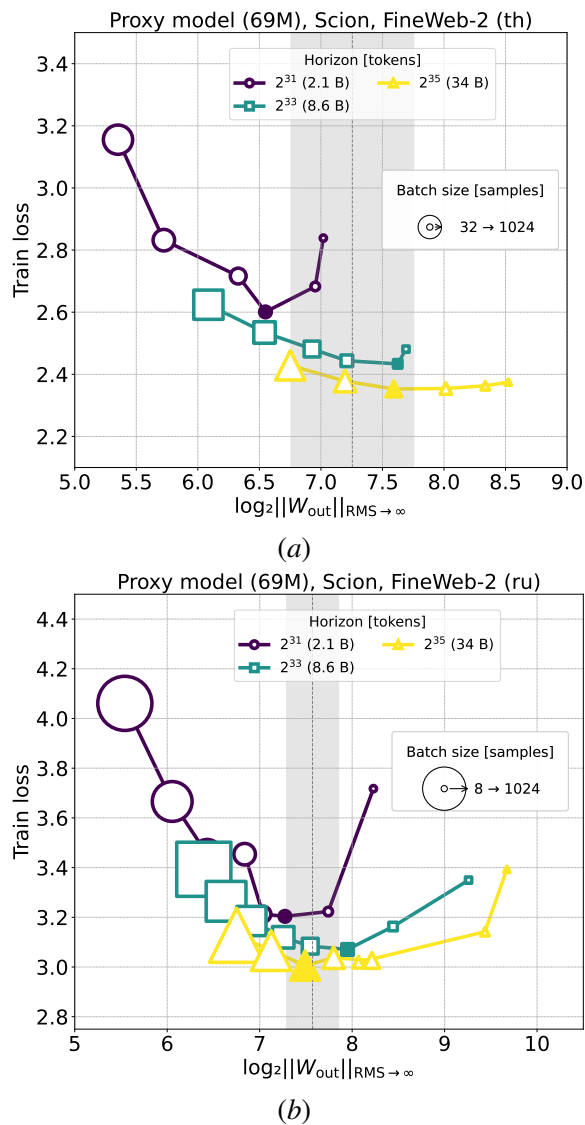 Proxy model (69M), Scion, FineWeb-2 (th)
Horizon [tokens]
2³¹ (2.1 B)
2³⁵ (34 B)
2³³ (8.6 B)
Batch size [samples]
32 → 1024
Train loss
3.4
3.2
3.0
2.8
2.6
2.4
2.2
5.0 5.5 6.0 6.5 7.0 7.5 8.0 8.5 9.0
log₂||W_out||_RMS→∞
(a)
Proxy model (69M), Scion, FineWeb-2 (ru)
Horizon [tokens]
2³¹ (2.1 B)
2³⁵ (34 B)
2³³ (8.6 B)
Batch size [samples]
8 → 1024
Train loss
4.4
4.2
4.0
3.8
3.6
3.4
3.2
3.0
2.8
5 6 7 8 9 10
log₂||W_out||_RMS→∞
(b)